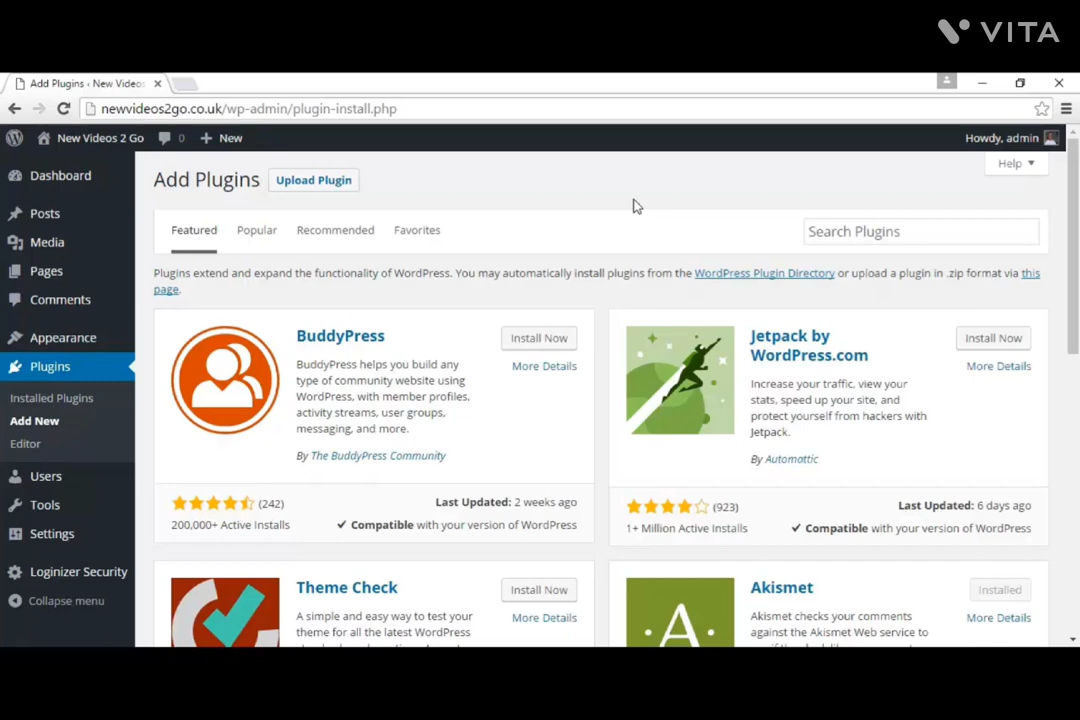 VITA
Add Plugins ‹ New Videos
newvideos2go.co.uk/wp-admin/plugin-install.php
New Videos 2 Go 0 + New Howdy, admin
Help
Dashboard
Posts
Media
Pages
Comments
Appearance
Plugins
Installed Plugins
Add New
Editor
Users
Tools
Settings
Loginizer Security
Collapse menu
Add Plugins Upload Plugin
Featured Popular Recommended Favorites Search Plugins
Plugins extend and expand the functionality of WordPress. You may automatically install plugins from the WordPress Plugin Directory or upload a plugin in .zip format via this
page.
BuddyPress Install Now
More Details
BuddyPress helps you build any
type of community website using
WordPress, with member profiles,
activity streams, user groups,
messaging, and more.
By The BuddyPress Community
(242) Last Updated: 2 weeks ago
200,000+ Active Installs ✔ Compatible with your version of WordPress
Jetpack by
WordPress.com
Install Now
More Details
Increase your traffic, view your
stats, speed up your site, and
protect yourself from hackers with
Jetpack.
By Automattic
(923) Last Updated: 6 days ago
1+ Million Active Installs ✔ Compatible with your version of WordPress
Theme Check Install Now
More Details
A simple and easy way to test your
theme for all the latest WordPress
A
Akismet Installed
More Details
Akismet checks your comments
against the Akismet Web service to